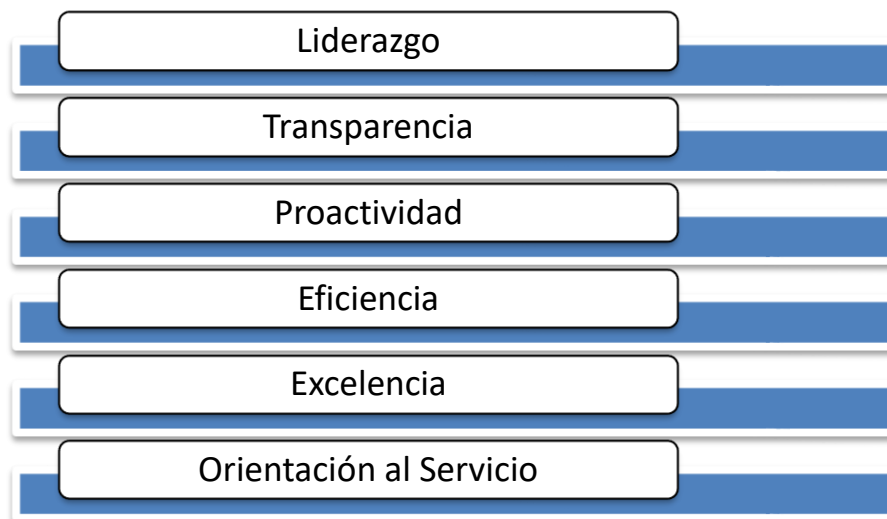 Liderazgo
Transparencia
Proactividad
Eficiencia
Excelencia
Orientación al Servicio